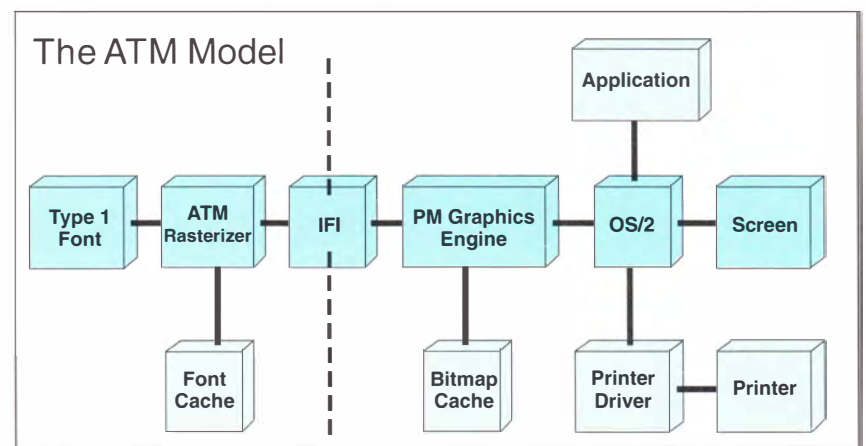 The ATM Model
Application
Type 1
Font
ATM
Rasterizer
IFI
PM Graphics
Engine
OS/2
Screen
Font
Cache
Bitmap
Cache
Printer
Driver
Printer